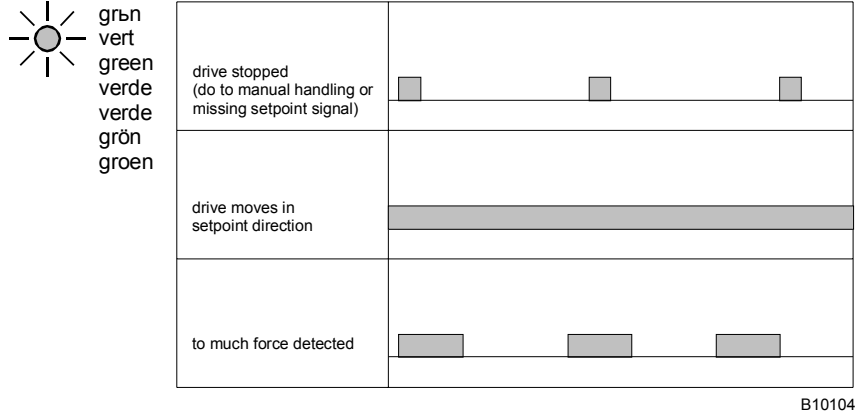 grьn
vert
green
verde
verde
grön
groen
drive stopped
(do to manual handling or
missing setpoint signal)
drive moves in
setpoint direction
to much force detected
B10104